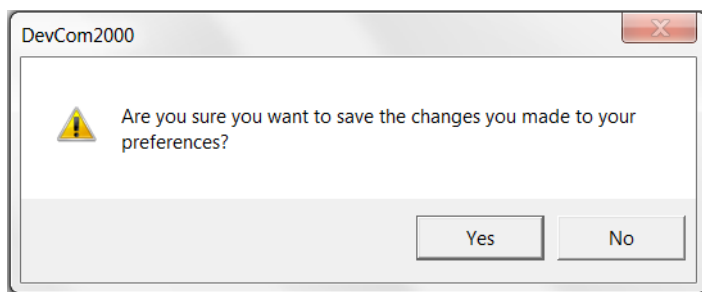 DevCom2000
Are you sure you want to save the changes you made to your
preferences?
Yes
No